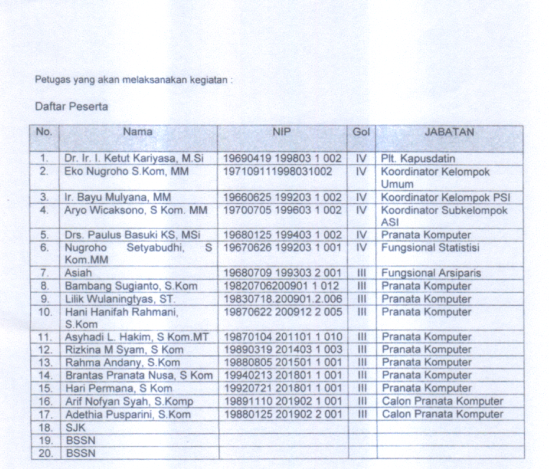 Petugas yang akan melaksanakan kegiatan :
Daftar Peserta
No. Nama NIP Gol JABATAN
1. Dr. Ir. I. Ketut Kariyasa, M.Si 19690419 199803 1 002 IV Plt. Kapusdatin
2. Eko Nugroho S.Kom, MM 197109111998031002 IV Koordinator Kelompok
Umum
3. Ir. Bayu Mulyana, MM 19660625 199203 1 002 IV Koordinator Kelompok PSI
4. Aryo Wicaksono, S Kom. MM 19700705 199603 1 002 IV Koordinator Subkelompok
ASI
5. Drs. Paulus Basuki KS, MSi 19680125 199403 1 002 IV Pranata Komputer
6. Nugroho Setyabudhi, S 19670626 199203 1 001 IV Fungsional Statistisi
Kom.MM
7. Asiah 19680709 199303 2 001 III Fungsional Arsiparis
8. Bambang Sugianto, S.Kom 19820706200901 1 012 III Pranata Komputer
9. Lilik Wulaningtyas, ST. 19830718.200901.2.006 III Pranata Komputer
10. Hani Hanifah Rahmani, 19870622 200912 2 005 III Pranata Komputer
S.Kom
11. Asyhadi L. Hakim, S Kom.MT 19870104 201101 1 010 III Pranata Komputer
12. Rizkina M Syam, S Kom 19890319 201403 1 003 III Pranata Komputer
13. Rahma Andany, S.Kom 19880805 201501 1 001 III Pranata Komputer
14. Brantas Pranata Nusa, S Kom 19940213 201801 1 001 III Pranata Komputer
15. Hari Permana, S Kom 19920721 201801 1 001 III Pranata Komputer
16. Arif Nofyan Syah, S.Komp 19891110 201902 1 001 III Calon Pranata Komputer
17. Adethia Pusparini, S.Kom 19880125 201902 2 001 III Calon Pranata Komputer
18. SJK
19. BSSN
20. BSSN